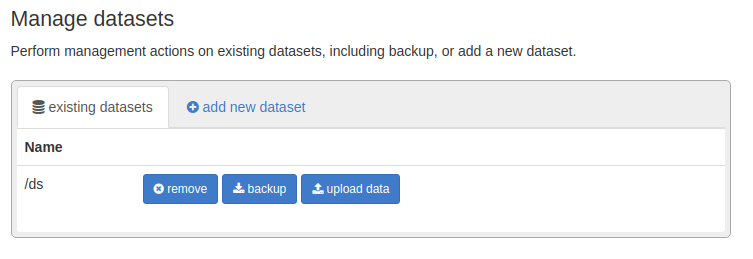 Manage datasets
Perform management actions on existing datasets, including backup, or add a new dataset.
existing datasets add new dataset
Name
/ds remove backup upload data